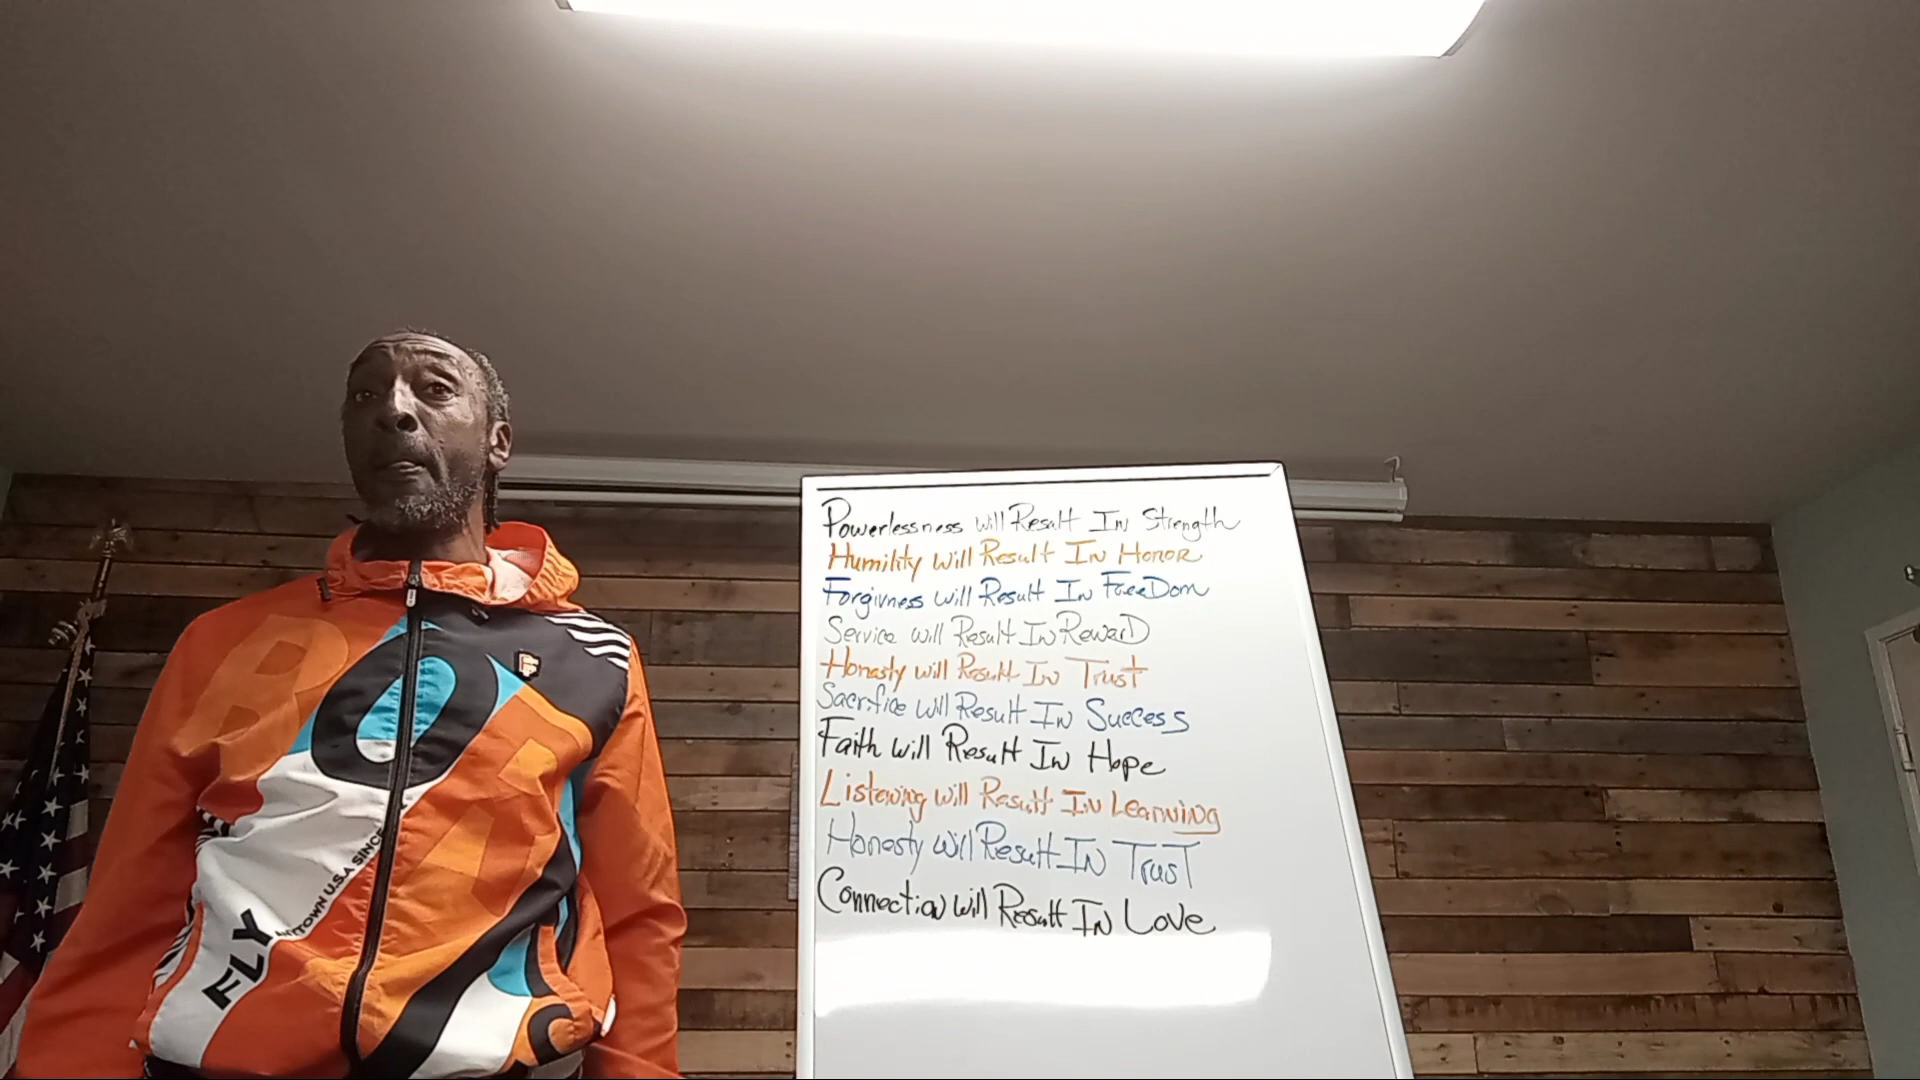 Powerlessness will Result In Strength
Humility Will Result In Honor
Forgivness will Result In FreeDom
Service will Result In RewarD
Honesty will Result In Trust
Sacrifice will Result In Success
Faith will Result In Hope
Listening will Result In Learning
Honesty Will Result In Trust
Connection will Result In Love
FLY
TOWN U.S.A SINCE